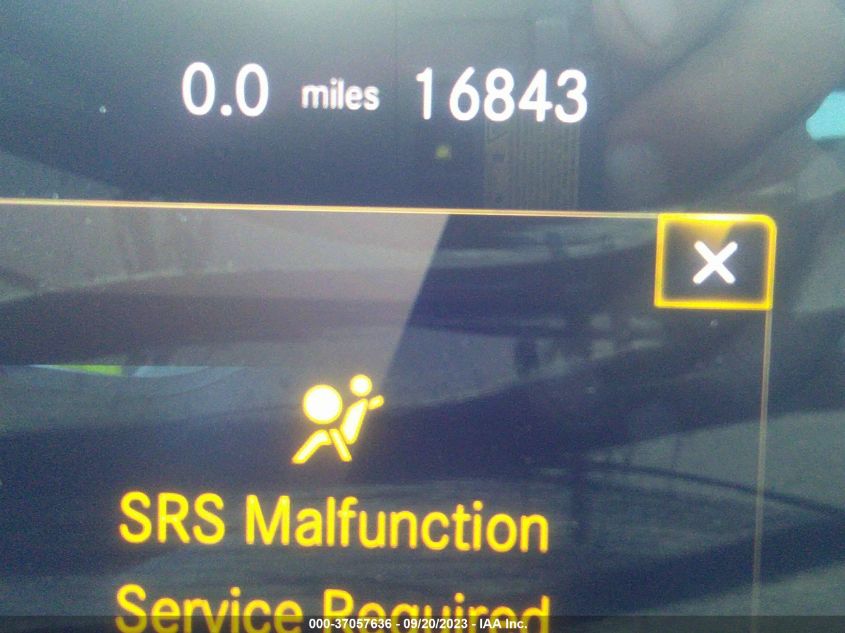 0.0 miles 16843
SRS Malfunction
Service Required
000-37057636 - 09/20/2023 - IAA Inc.